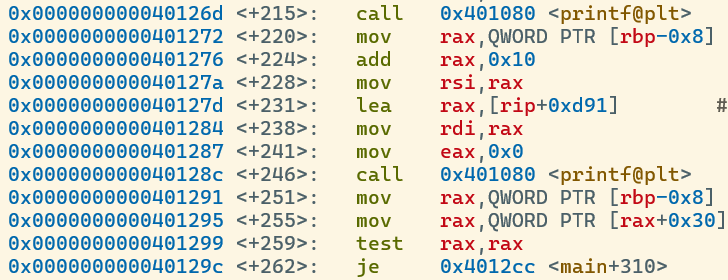 0x000000000040126d <+215>: call 0x401080 <printf@plt>
0x0000000000401272 <+220>: mov rax,QWORD PTR [rbp-0x8]
0x0000000000401276 <+224>: add rax,0x10
0x000000000040127a <+228>: mov rsi,rax
0x000000000040127d <+231>: lea rax,[rip+0xd91] #
0x0000000000401284 <+238>: mov rdi,rax
0x0000000000401287 <+241>: mov eax,0x0
0x000000000040128c <+246>: call 0x401080 <printf@plt>
0x0000000000401291 <+251>: mov rax,QWORD PTR [rbp-0x8]
0x0000000000401295 <+255>: mov rax,QWORD PTR [rax+0x30]
0x0000000000401299 <+259>: test rax,rax
0x000000000040129c <+262>: je 0x4012cc <main+310>